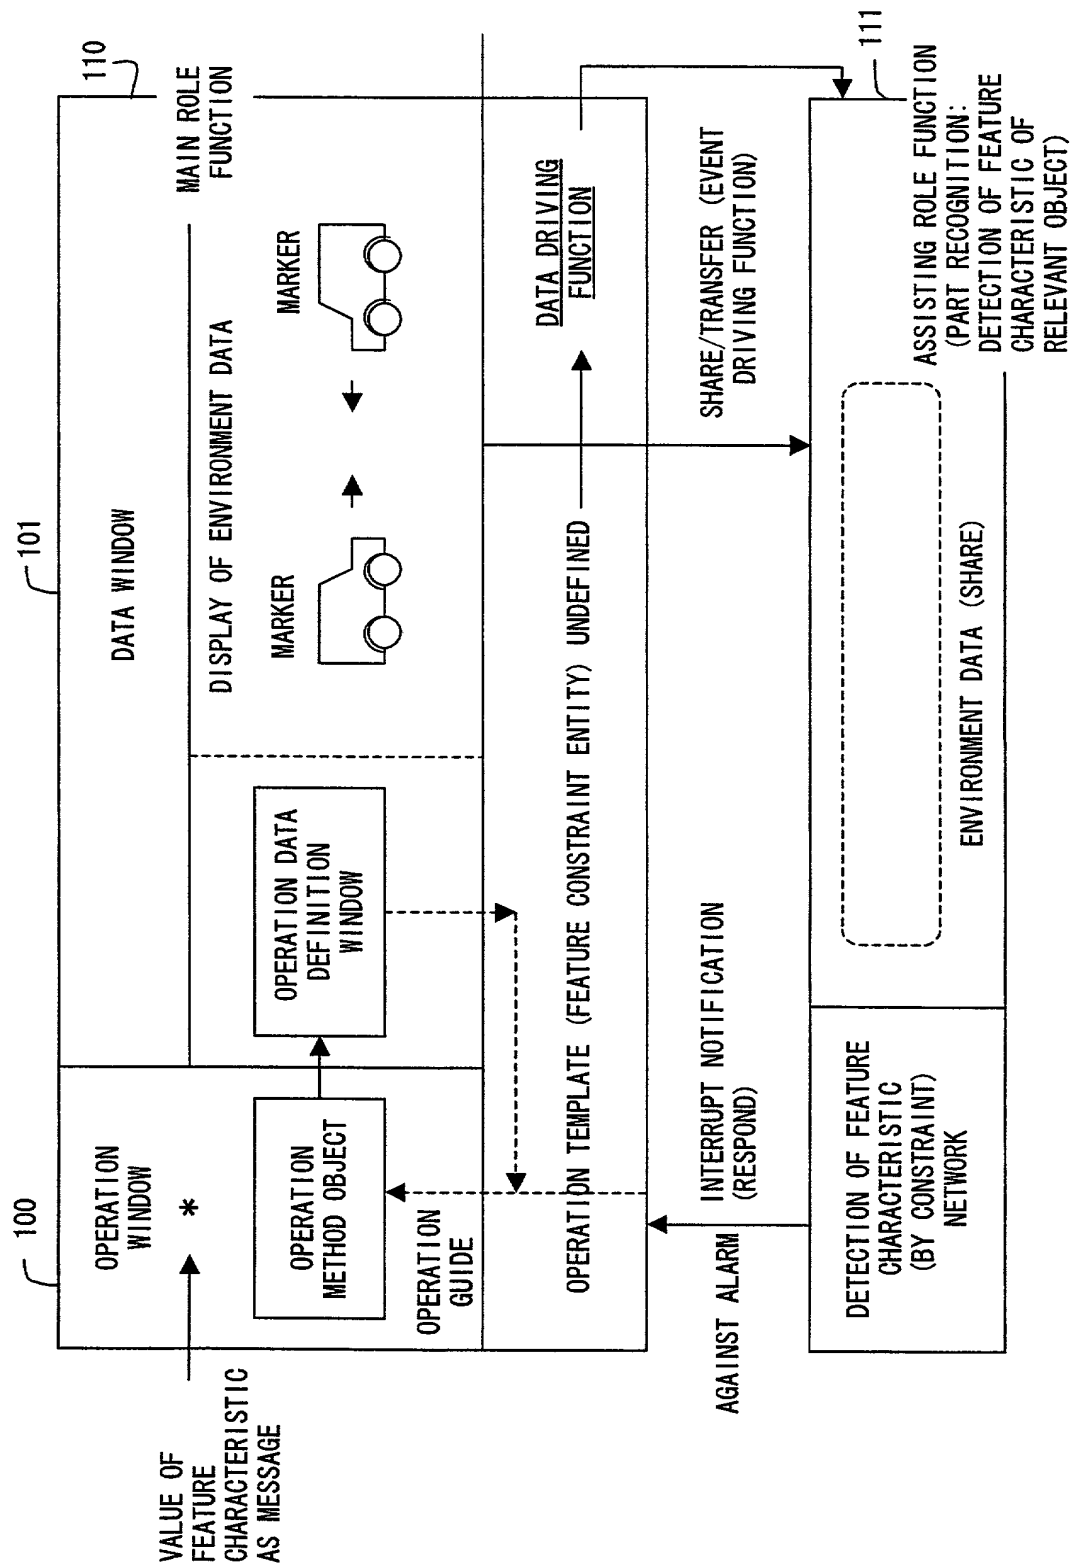 100
101
110
OPERATION
WINDOW
*
DATA WINDOW
MAIN ROLE
FUNCTION
VALUE OF
FEATURE
CHARACTERISTIC
AS MESSAGE
DISPLAY OF ENVIRONMENT DATA
OPERATION
METHOD OBJECT
OPERATION DATA
DEFINITION
WINDOW
MARKER
MARKER
OPERATION
GUIDE
OPERATION TEMPLATE (FEATURE CONSTRAINT ENTITY) UNDEFINED
DATA DRIVING
FUNCTION
AGAINST ALARM
INTERRUPT NOTIFICATION
(RESPOND)
SHARE/TRANSFER (EVENT
DRIVING FUNCTION)
111
DETECTION OF FEATURE
CHARACTERISTIC
(BY CONSTRAINT)
NETWORK
ENVIRONMENT DATA (SHARE)
ASSISTING ROLE FUNCTION
(PART RECOGNITION:
DETECTION OF FEATURE
CHARACTERISTIC OF
RELEVANT OBJECT)